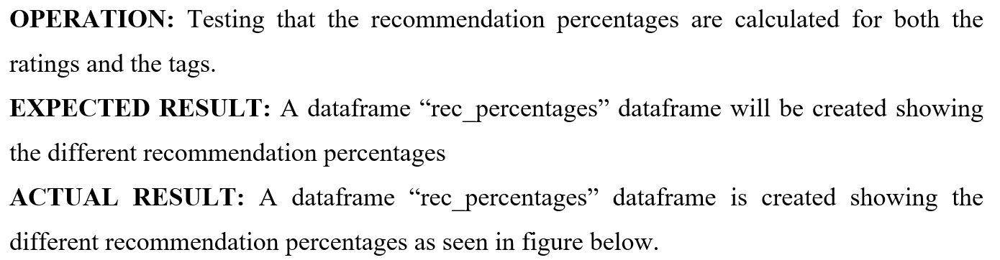 OPERATION: Testing that the recommendation percentages are calculated for both the
ratings and the tags.
EXPECTED RESULT: A dataframe “rec_percentages” dataframe will be created showing
the different recommendation percentages
ACTUAL RESULT: A dataframe “rec_percentages” dataframe is created showing the
different recommendation percentages as seen in figure below.